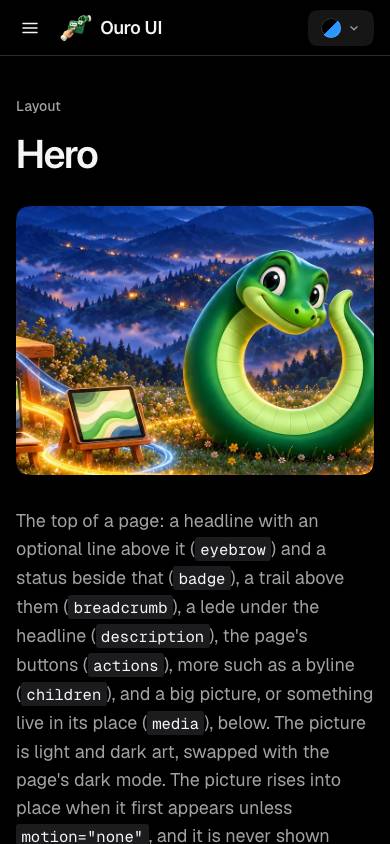 Ouro UI
Layout
Hero
The top of a page: a headline with an
optional line above it (eyebrow) and a
status beside that (badge), a trail above
them (breadcrumb), a lede under the
headline (description), the page's
buttons (actions), more such as a byline
(children), and a big picture, or something
live in its place (media), below. The picture
is light and dark art, swapped with the
page's dark mode. The picture rises into
place when it first appears unless
motion="none", and it is never shown